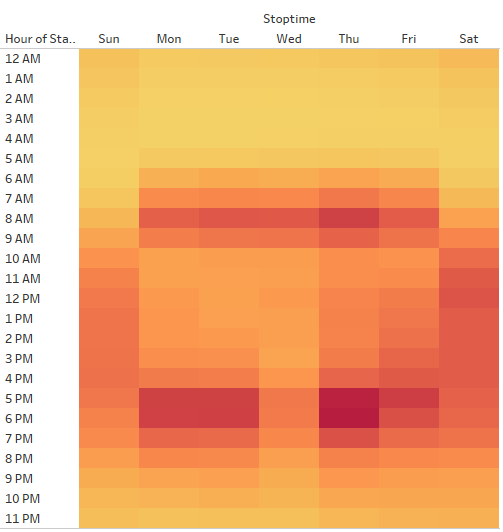 Stoptime
Hour of Sta.. Sun Mon Tue Wed Thu Fri Sat
12 AM
1 AM
2 AM
3 AM
4 AM
5 AM
6 AM
7 AM
8 AM
9 AM
10 AM
11 AM
12 PM
1 PM
2 PM
3 PM
4 PM
5 PM
6 PM
7 PM
8 PM
9 PM
10 PM
11 PM